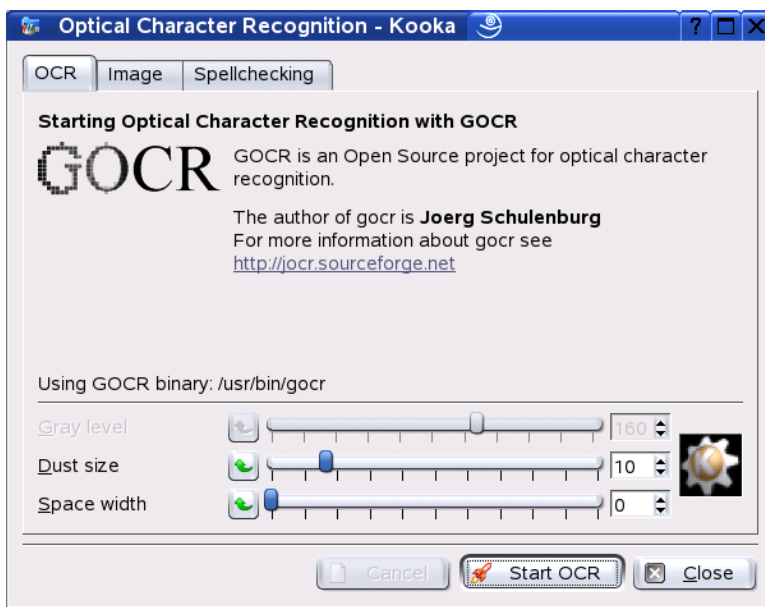 Optical Character Recognition - Kooka
OCR
Image
Spellchecking
Starting Optical Character Recognition with GOCR
GOCR
GOCR is an Open Source project for optical character
recognition.
The author of gocr is Joerg Schulenburg
For more information about gocr see
http://jocr.sourceforge.net
Using GOCR binary: /usr/bin/gocr
Gray level
160
Dust size
10
Space width
0
K
Cancel
Start OCR
Close